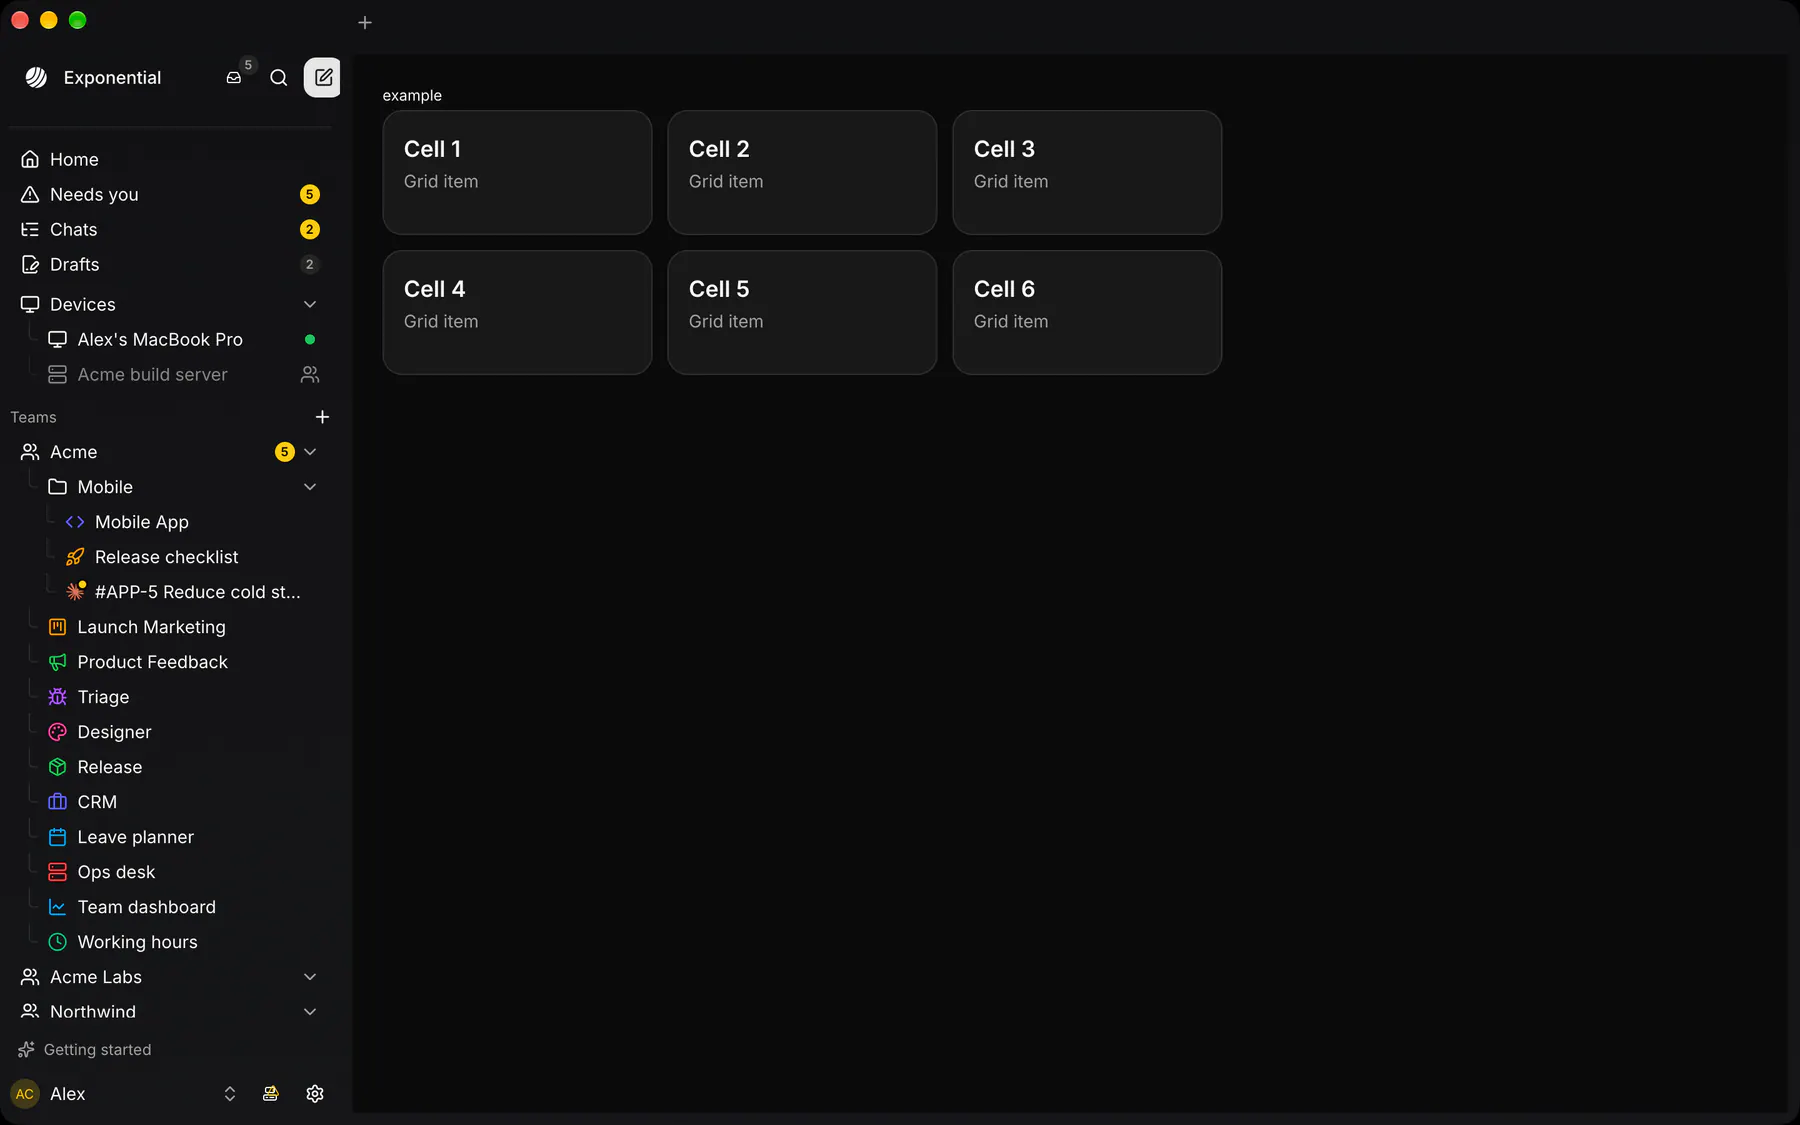 Exponential
5
Home
Needs you 5
Chats 2
Drafts 2
Devices
Alex's MacBook Pro
Acme build server
Teams
Acme 5
Mobile
Mobile App
Release checklist
#APP-5 Reduce cold st...
Launch Marketing
Product Feedback
Triage
Designer
Release
CRM
Leave planner
Ops desk
Team dashboard
Working hours
Acme Labs
Northwind
Getting started
AC Alex
example
Cell 1
Grid item
Cell 2
Grid item
Cell 3
Grid item
Cell 4
Grid item
Cell 5
Grid item
Cell 6
Grid item